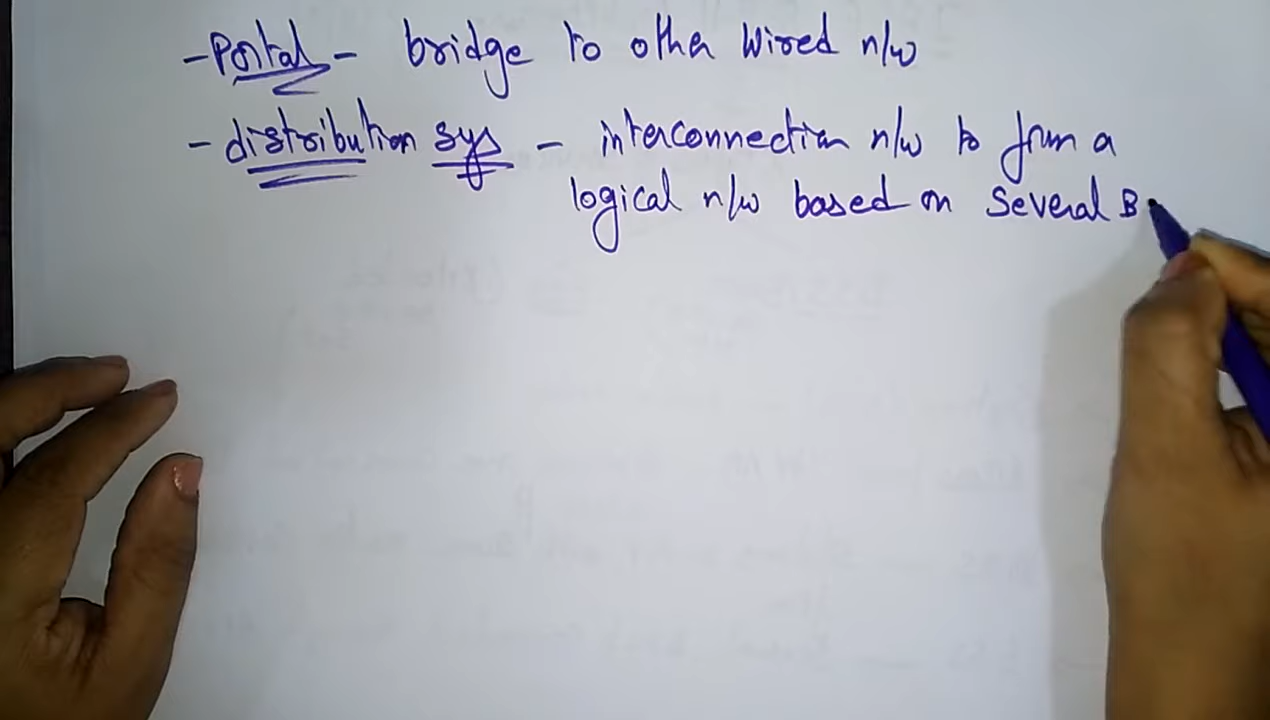 - Portal - bridge to other wired n/w
- distribution sys - interconnection n/w to form a
logical n/w based on several B